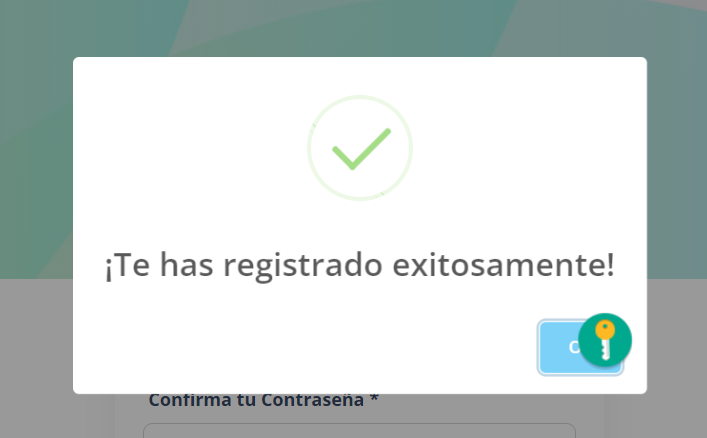 ¡Te has registrado exitosamente!
Confirma tu Contraseña *